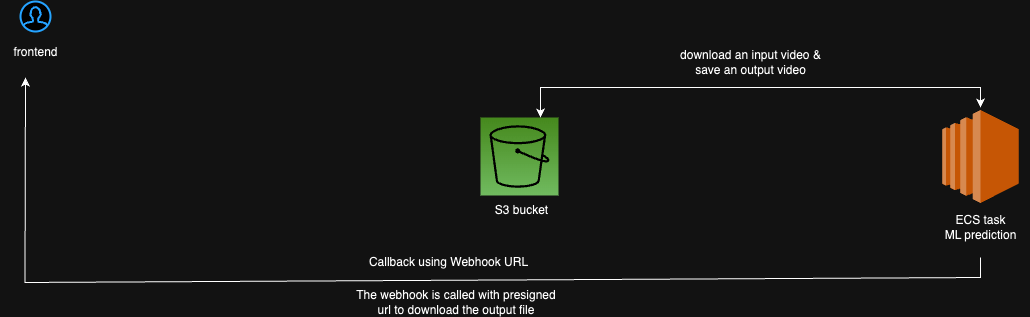 frontend
download an input video &
save an output video
S3 bucket
ECS task
ML prediction
Callback using Webhook URL
The webhook is called with presigned
url to download the output file